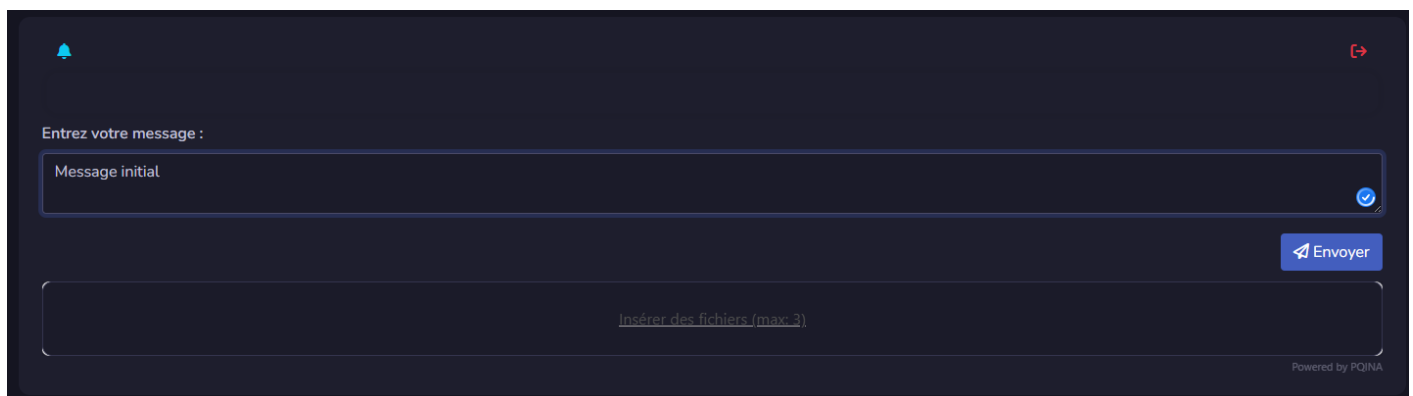 Entrez votre message :
Message initial
Envoyer
Insérer des fichiers (max: 3)
Powered by PQINA